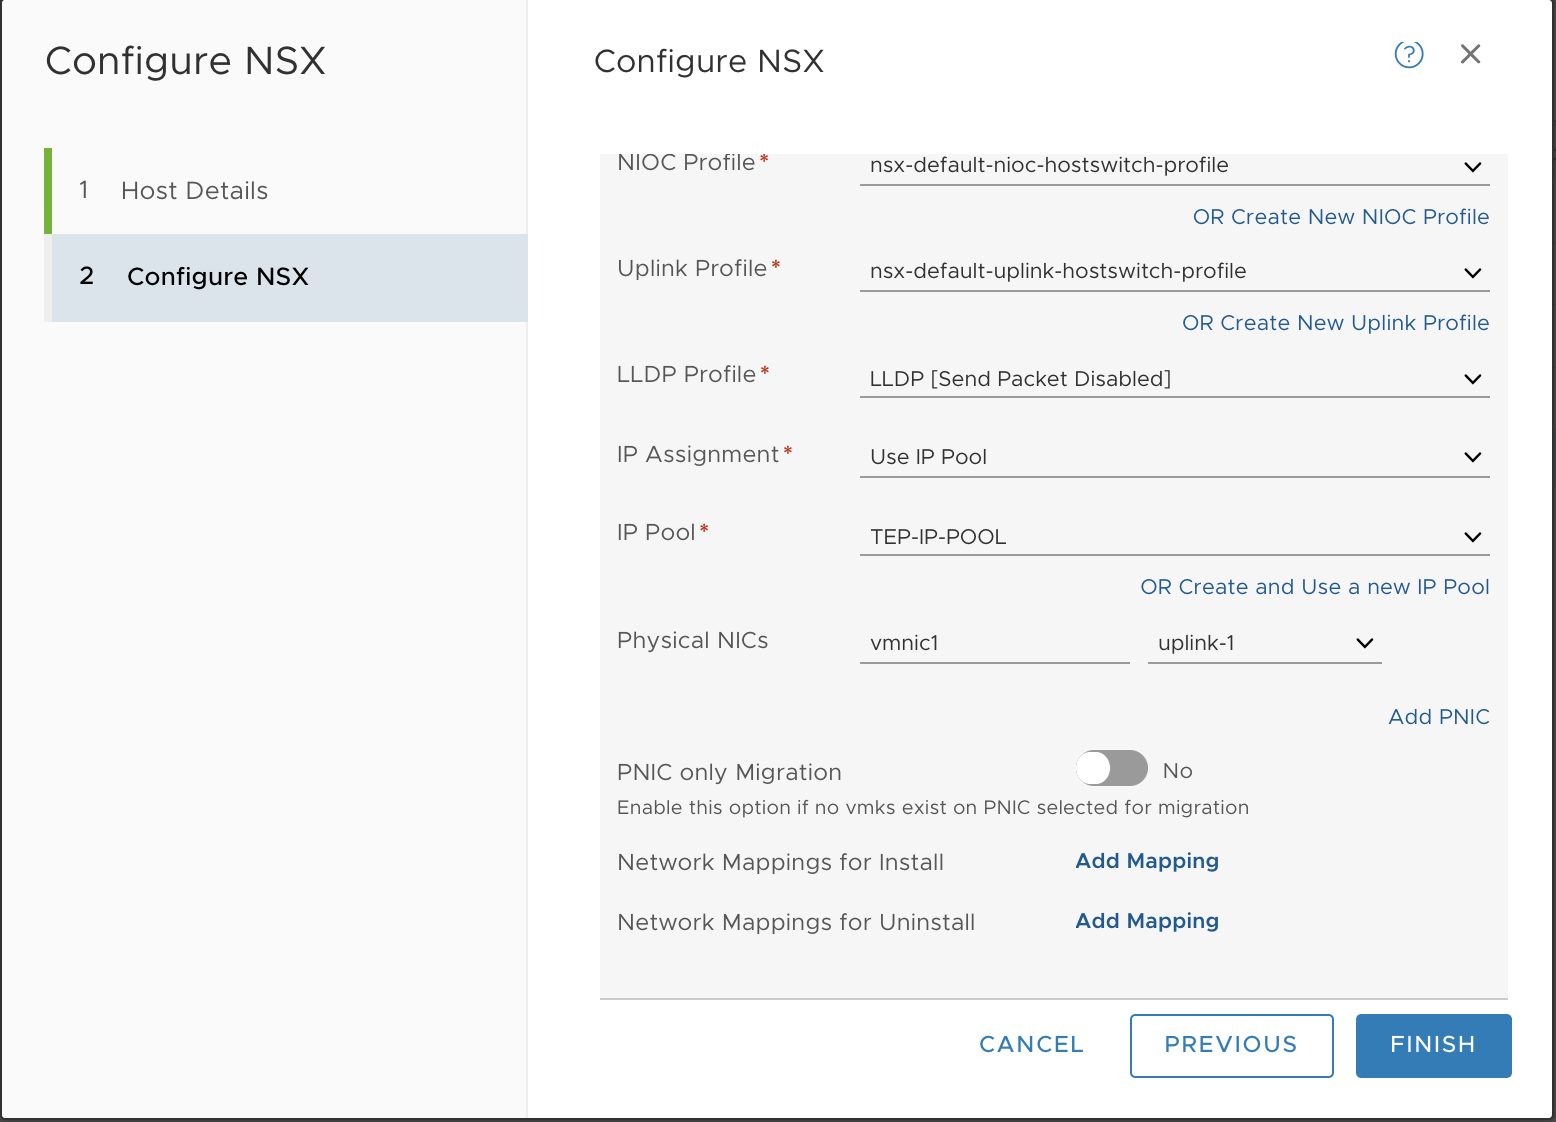 Configure NSX
1 Host Details
2 Configure NSX
Configure NSX
?
NIOC Profile* nsx-default-nioc-hostswitch-profile
OR Create New NIOC Profile
Uplink Profile* nsx-default-uplink-hostswitch-profile
OR Create New Uplink Profile
LLDP Profile* LLDP [Send Packet Disabled]
IP Assignment* Use IP Pool
IP Pool* TEP-IP-POOL
OR Create and Use a new IP Pool
Physical NICs vmnic1 uplink-1
Add PNIC
PNIC only Migration No
Enable this option if no vmks exist on PNIC selected for migration
Network Mappings for Install Add Mapping
Network Mappings for Uninstall Add Mapping
CANCEL PREVIOUS FINISH